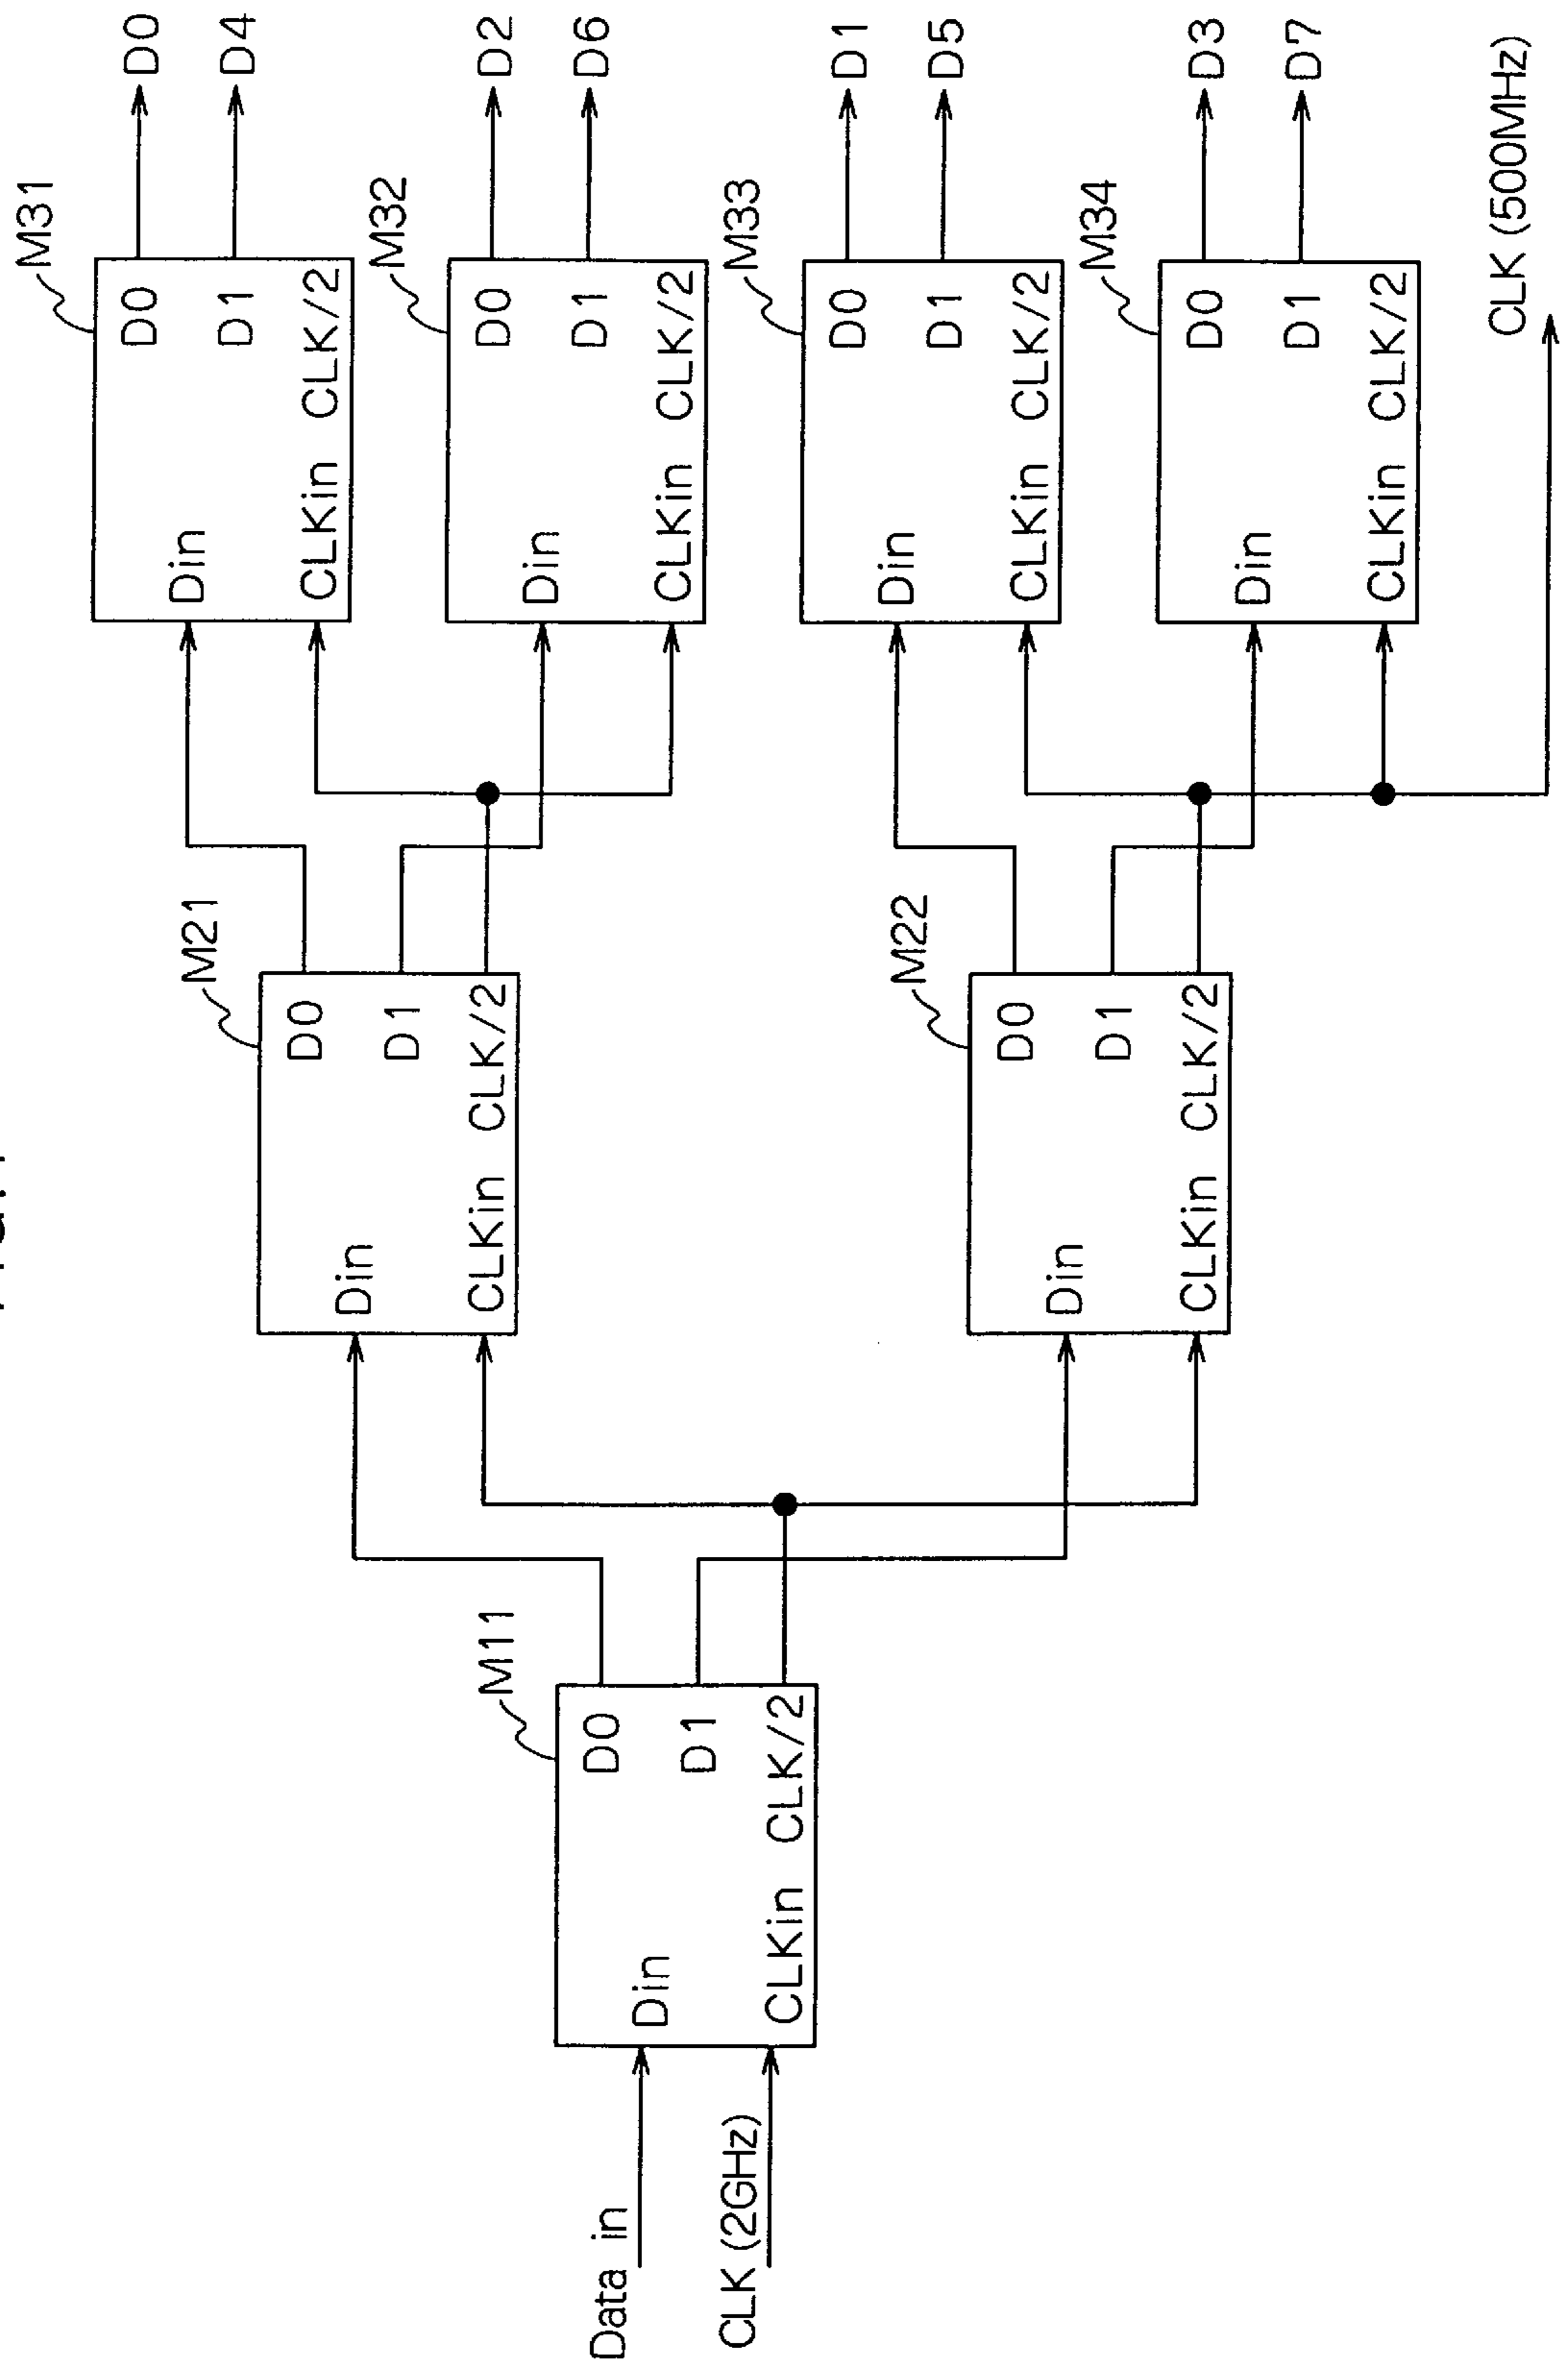 M31
Din
D0
D1
CLKin CLK/2
D0
D4
M32
Din
D0
D1
CLKin CLK/2
D2
D6
M33
Din
D0
D1
CLKin CLK/2
D1
D5
M34
Din
D0
D1
CLKin CLK/2
D3
D7
CLK (500MHz)
M21
Din
D0
D1
CLKin CLK/2
M22
Din
D0
D1
CLKin CLK/2
M11
Din
D0
D1
CLKin CLK/2
Data in
CLK (2GHz)